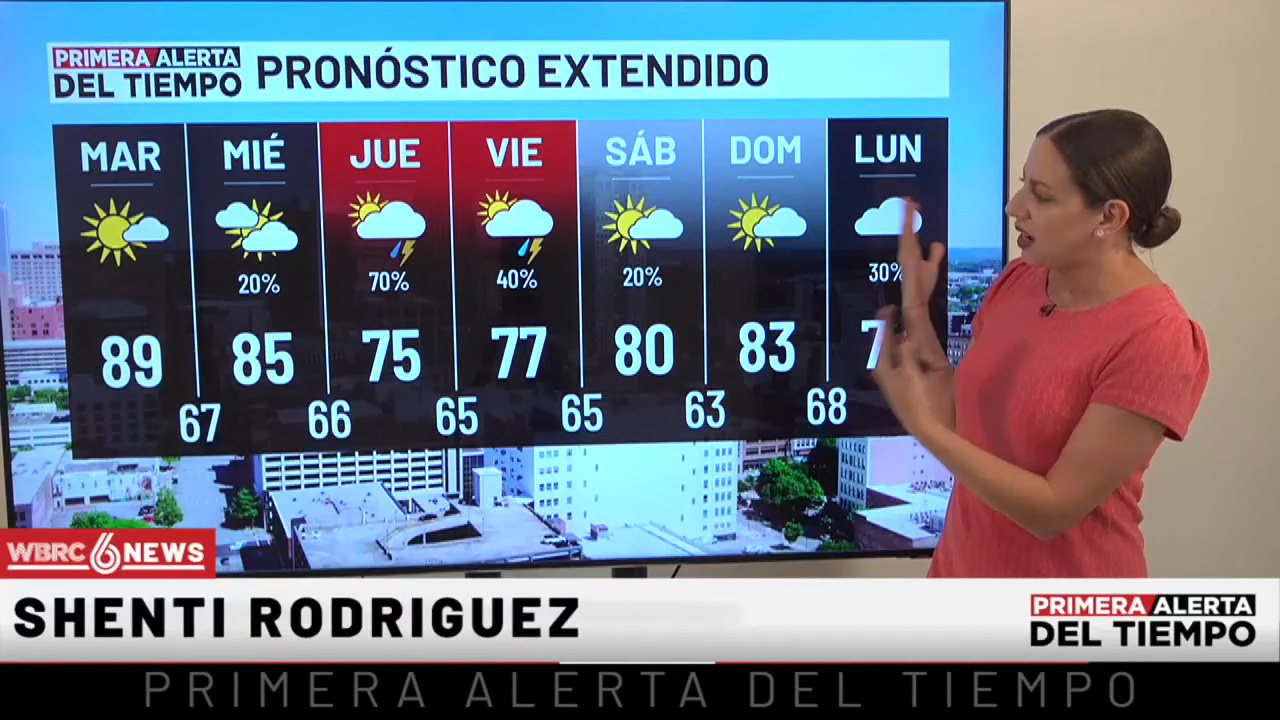 PRIMERA ALERTA
DEL TIEMPO
PRONÓSTICO EXTENDIDO
MAR MIÉ JUE VIE SÁB DOM LUN
20% 70% 40% 20% 30%
89 85 75 77 80 83
67 66 65 65 63 68
WBRC 6 NEWS
SHENTI RODRIGUEZ
PRIMERA ALERTA
DEL TIEMPO
PRIMERA ALERTA DEL TIEMPO